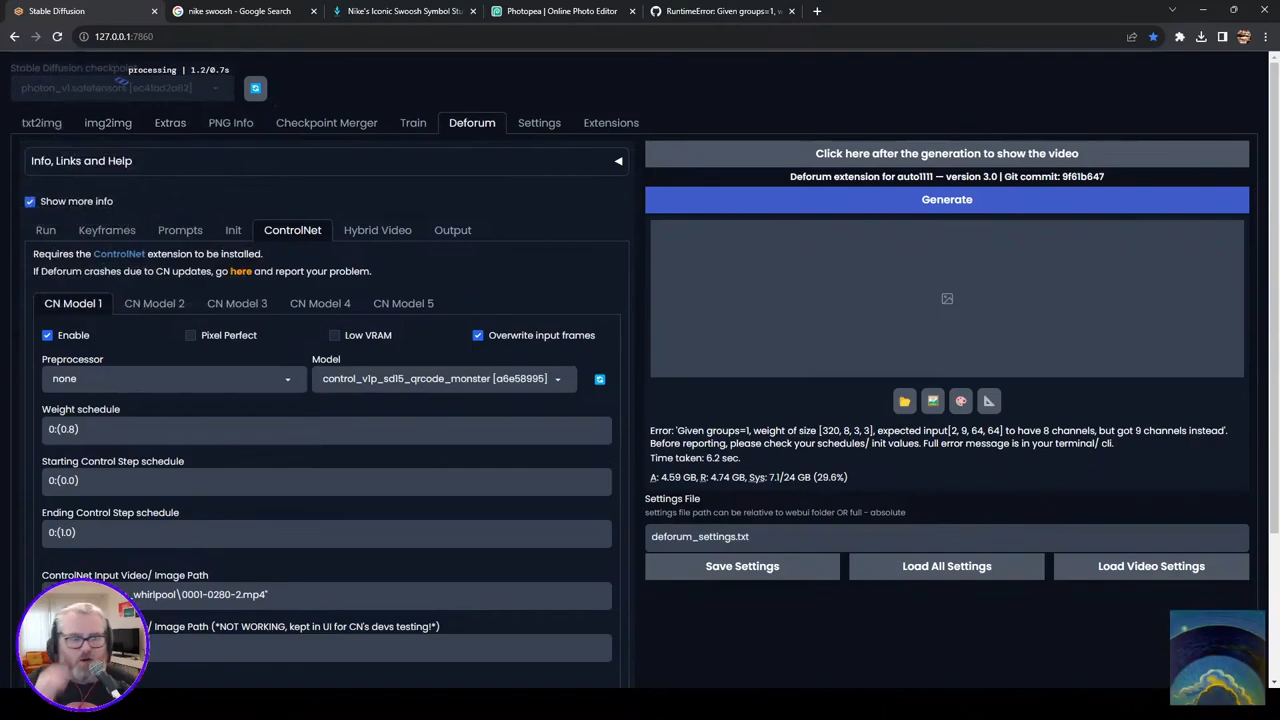 Stable Diffusion
nike swoosh - Google Search
Nike's Iconic Swoosh Symbol Stu
Photopea | Online Photo Editor
RuntimeError: Given groups=1, w
127.0.0.1:7860
Stable Diffusion checkpoint
processing | 1.2/0.7s
photon_v1.safetensors [ec41bd2a82]
txt2img
img2img
Extras
PNG Info
Checkpoint Merger
Train
Deforum
Settings
Extensions
Info, Links and Help
Show more info
Run
Keyframes
Prompts
Init
ControlNet
Hybrid Video
Output
Requires the ControlNet extension to be installed.
If Deforum crashes due to CN updates, go here and report your problem.
CN Model 1
CN Model 2
CN Model 3
CN Model 4
CN Model 5
Enable
Pixel Perfect
Low VRAM
Overwrite input frames
Preprocessor
Model
none
control_v1p_sd15_qrcode_monster [a6e58995]
Weight schedule
0:(0.8)
Starting Control Step schedule
0:(0.0)
Ending Control Step schedule
0:(1.0)
ControlNet Input Video/ Image Path
_whirlpool\0001-0280-2.mp4"
/ Image Path (*NOT WORKING, kept in UI for CN's devs testing!*)
Click here after the generation to show the video
Deforum extension for auto1111 — version 3.0 | Git commit: 9f61b647
Generate
Error: 'Given groups=1, weight of size [320, 8, 3, 3], expected input[2, 9, 64, 64] to have 8 channels, but got 9 channels instead'.
Before reporting, please check your schedules/ init values. Full error message is in your terminal/ cli.
Time taken: 6.2 sec.
A: 4.59 GB, R: 4.74 GB, Sys: 7.1/24 GB (29.6%)
Settings File
settings file path can be relative to webui folder OR full - absolute
deforum_settings.txt
Save Settings
Load All Settings
Load Video Settings